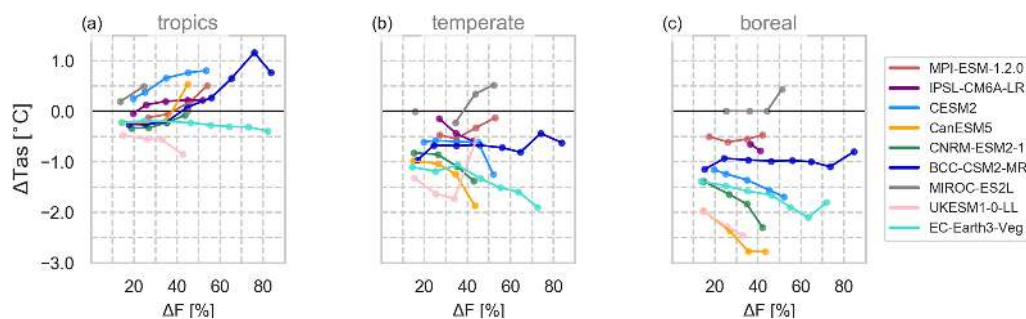 (a) tropics
(b) temperate
(c) boreal
ΔTas [°C]
1.0
0.0
−1.0
−2.0
−3.0
20 40 60 80
ΔF [%]
20 40 60 80
ΔF [%]
20 40 60 80
ΔF [%]
MPI-ESM-1.2.0
IPSL-CM6A-LR
CESM2
CanESM5
CNRM-ESM2-1
BCC-CSM2-MR
MIROC-ES2L
UKESM1-0-LL
EC-Earth3-Veg